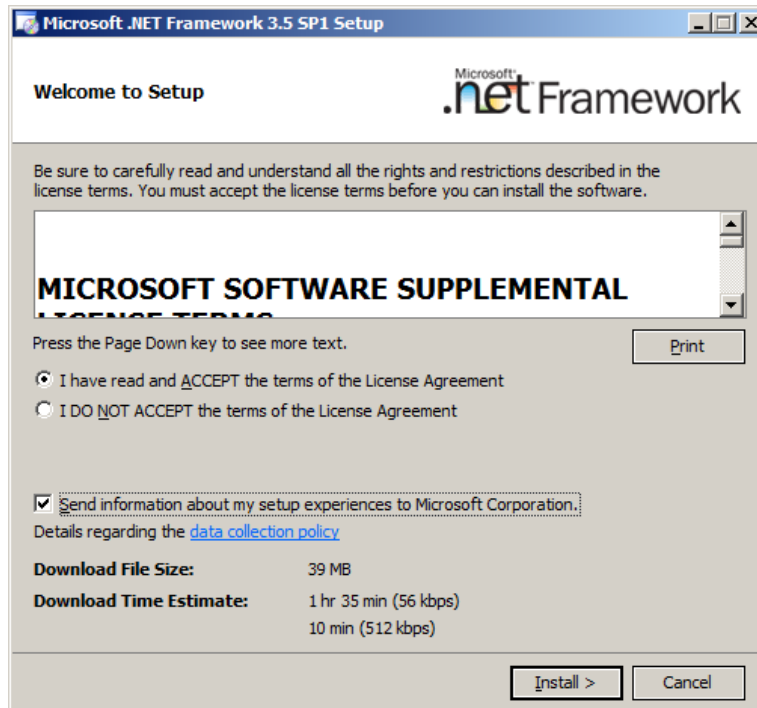 Microsoft .NET Framework 3.5 SP1 Setup
Welcome to Setup
Microsoft
.net Framework
Be sure to carefully read and understand all the rights and restrictions described in the
license terms. You must accept the license terms before you can install the software.
MICROSOFT SOFTWARE SUPPLEMENTAL
LICENSE TERMS
Press the Page Down key to see more text.
Print
I have read and ACCEPT the terms of the License Agreement
I DO NOT ACCEPT the terms of the License Agreement
Send information about my setup experiences to Microsoft Corporation.
Details regarding the data collection policy
Download File Size: 39 MB
Download Time Estimate: 1 hr 35 min (56 kbps)
10 min (512 kbps)
Install > Cancel